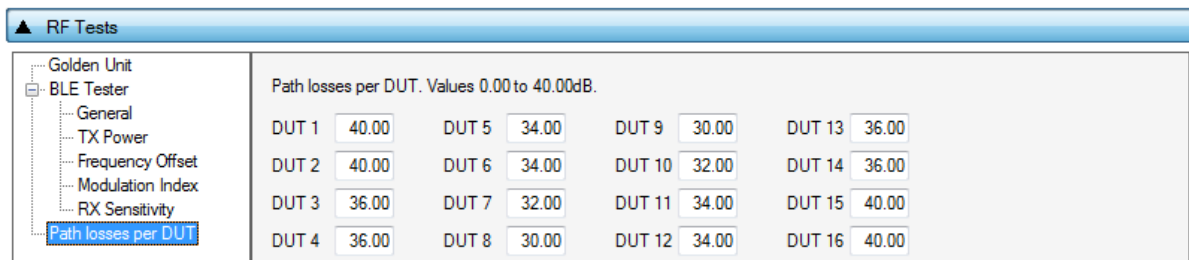 RF Tests
Golden Unit
BLE Tester
General
TX Power
Frequency Offset
Modulation Index
RX Sensitivity
Path losses per DUT
Path losses per DUT. Values 0.00 to 40.00dB.
DUT 1 40.00 DUT 5 34.00 DUT 9 30.00 DUT 13 36.00
DUT 2 40.00 DUT 6 34.00 DUT 10 32.00 DUT 14 36.00
DUT 3 36.00 DUT 7 32.00 DUT 11 34.00 DUT 15 40.00
DUT 4 36.00 DUT 8 30.00 DUT 12 34.00 DUT 16 40.00